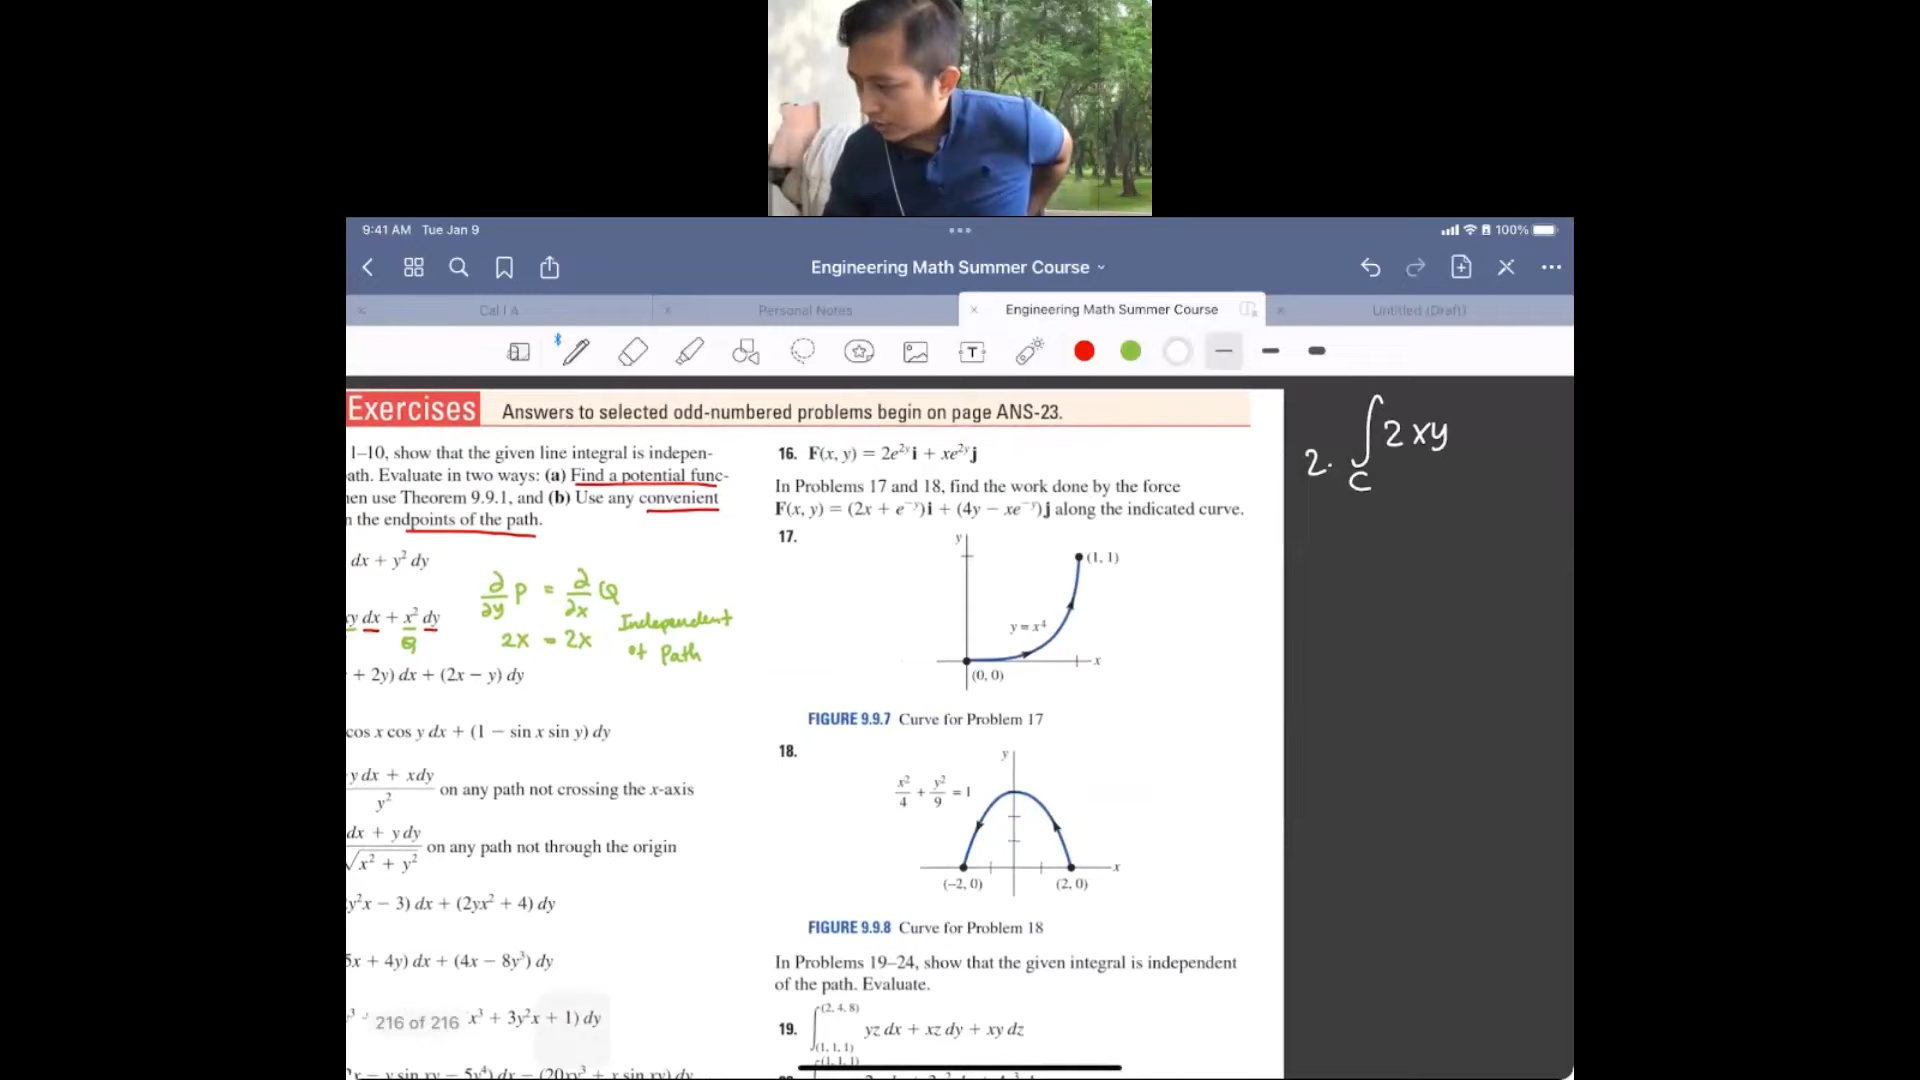 9:41 AM Tue Jan 9
100%
Engineering Math Summer Course
Cal I A
Personal Notes
Engineering Math Summer Course
Untitled (Draft)
T
Exercises
Answers to selected odd-numbered problems begin on page ANS-23.
1–10, show that the given line integral is indepen-
ath. Evaluate in two ways: (a) Find a potential func-
en use Theorem 9.9.1, and (b) Use any convenient
n the endpoints of the path.
dx + y² dy
y dx + x² dy
Q
∂/∂y P = ∂/∂x Q
2x = 2x
Independent
of Path
+ 2y) dx + (2x − y) dy
cos x cos y dx + (1 − sin x sin y) dy
y dx + xdy / y² on any path not crossing the x-axis
dx + y dy / √x² + y² on any path not through the origin
y²x − 3) dx + (2yx² + 4) dy
5x + 4y) dx + (4x − 8y³) dy
216 of 216
x³ + 3y²x + 1) dy
16. F(x, y) = 2e²ʸi + xe²ʸj
In Problems 17 and 18, find the work done by the force
F(x, y) = (2x + e⁻ʸ)i + (4y − xe⁻ʸ)j along the indicated curve.
17.
y
(1, 1)
y = x⁴
x
(0, 0)
FIGURE 9.9.7 Curve for Problem 17
18.
y
x²/4 + y²/9 = 1
x
(−2, 0)
(2, 0)
FIGURE 9.9.8 Curve for Problem 18
In Problems 19–24, show that the given integral is independent
of the path. Evaluate.
19. ∫ (2, 4, 8) (1, 1, 1) yz dx + xz dy + xy dz
(1, 1, 1)
2. ∫c 2xy